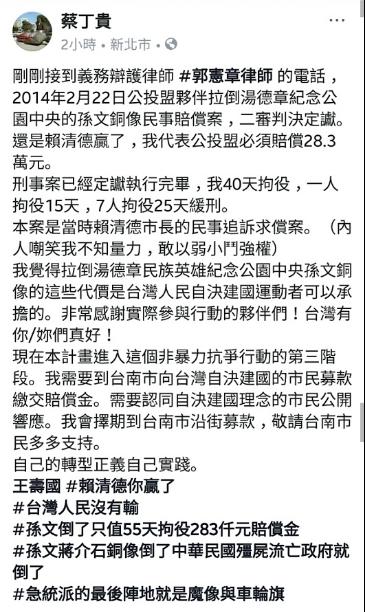 蔡丁貴
2小時・新北市・
剛剛接到義務辯護律師 #郭憲章律師 的電話，
2014年2月22日公投盟夥伴拉倒湯德章紀念公
園中央的孫文銅像民事賠償案，二審判決定讞。
還是賴清德贏了，我代表公投盟必須賠償28.3
萬元。
刑事案已經定讞執行完畢，我40天拘役，一人
拘役15天，7人拘役25天緩刑。
本案是當時賴清德市長的民事追訴求償案。（內
人嘲笑我不知量力，敢以弱小鬥強權）
我覺得拉倒湯德章民族英雄紀念公園中央孫文銅
像的這些代價是台灣人民自決建國運動者可以承
擔的。非常感謝實際參與行動的夥伴們！台灣有
你/妳們真好！
現在本計畫進入這個非暴力抗爭行動的第三階
段。我需要到台南市向台灣自決建國的市民募款
繳交賠償金。需要認同自決建國理念的市民公開
響應。我會擇期到台南市沿街募款，敬請台南市
民多多支持。
自己的轉型正義自己實踐。
王壽國 #賴清德你贏了
#台灣人民沒有輸
#孫文倒了只值55天拘役283仟元賠償金
#孫文蔣介石銅像倒了中華民國殭屍流亡政府就
倒了
#急統派的最後陣地就是魔像與車輪旗